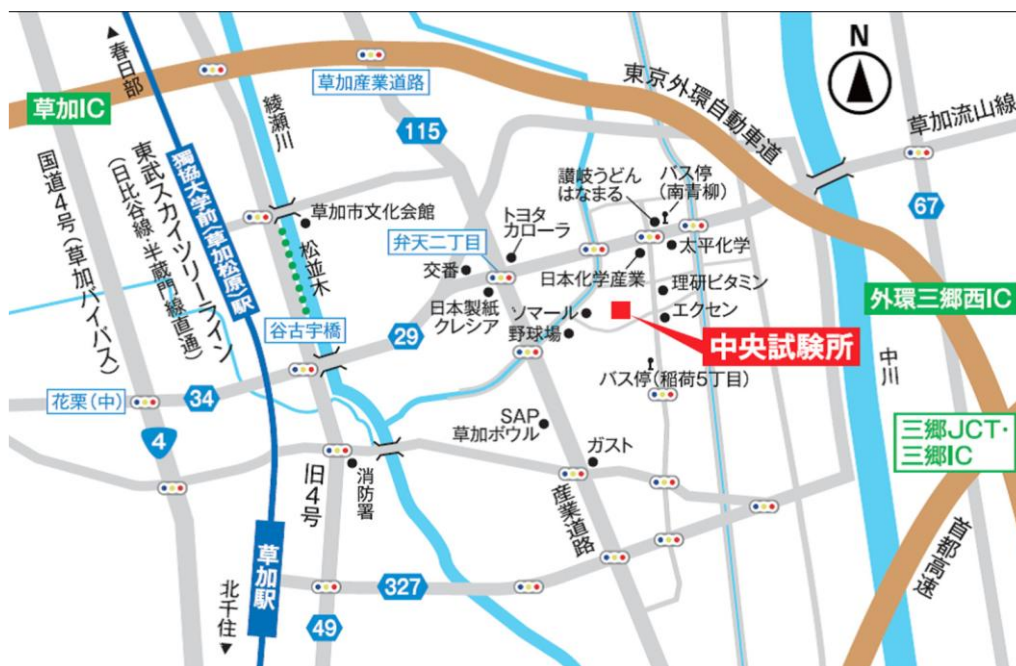 ▲春日部
草加IC
国道4号(草加バイパス)
東武スカイツリーライン
(日比谷線・半蔵門線直通)
獨協大学前(草加松原)駅
綾瀬川
草加産業道路
115
東京外環自動車道
N
草加流山線
67
草加市文化会館
松並木
讃岐うどん
はなまる
バス停
(南青柳)
トヨタ
カローラ
弁天二丁目
交番
日本製紙
クレシア
日本化学産業
太平化学
理研ビタミン
エクセン
ソマール
野球場
中央試験所
外環三郷西IC
中川
谷古宇橋
29
花栗(中)
34
4
バス停(稲荷5丁目)
SAP
草加ボウル
ガスト
三郷JCT・
三郷IC
旧4号
消防署
産業道路
首都高速
草加駅
北千住▼
327
49